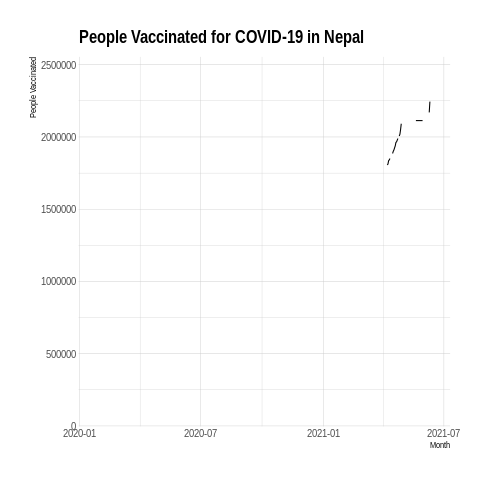 People Vaccinated for COVID-19 in Nepal
People Vaccinated
2500000
2000000
1500000
1000000
500000
0
2020-01 2020-07 2021-01 2021-07
Month